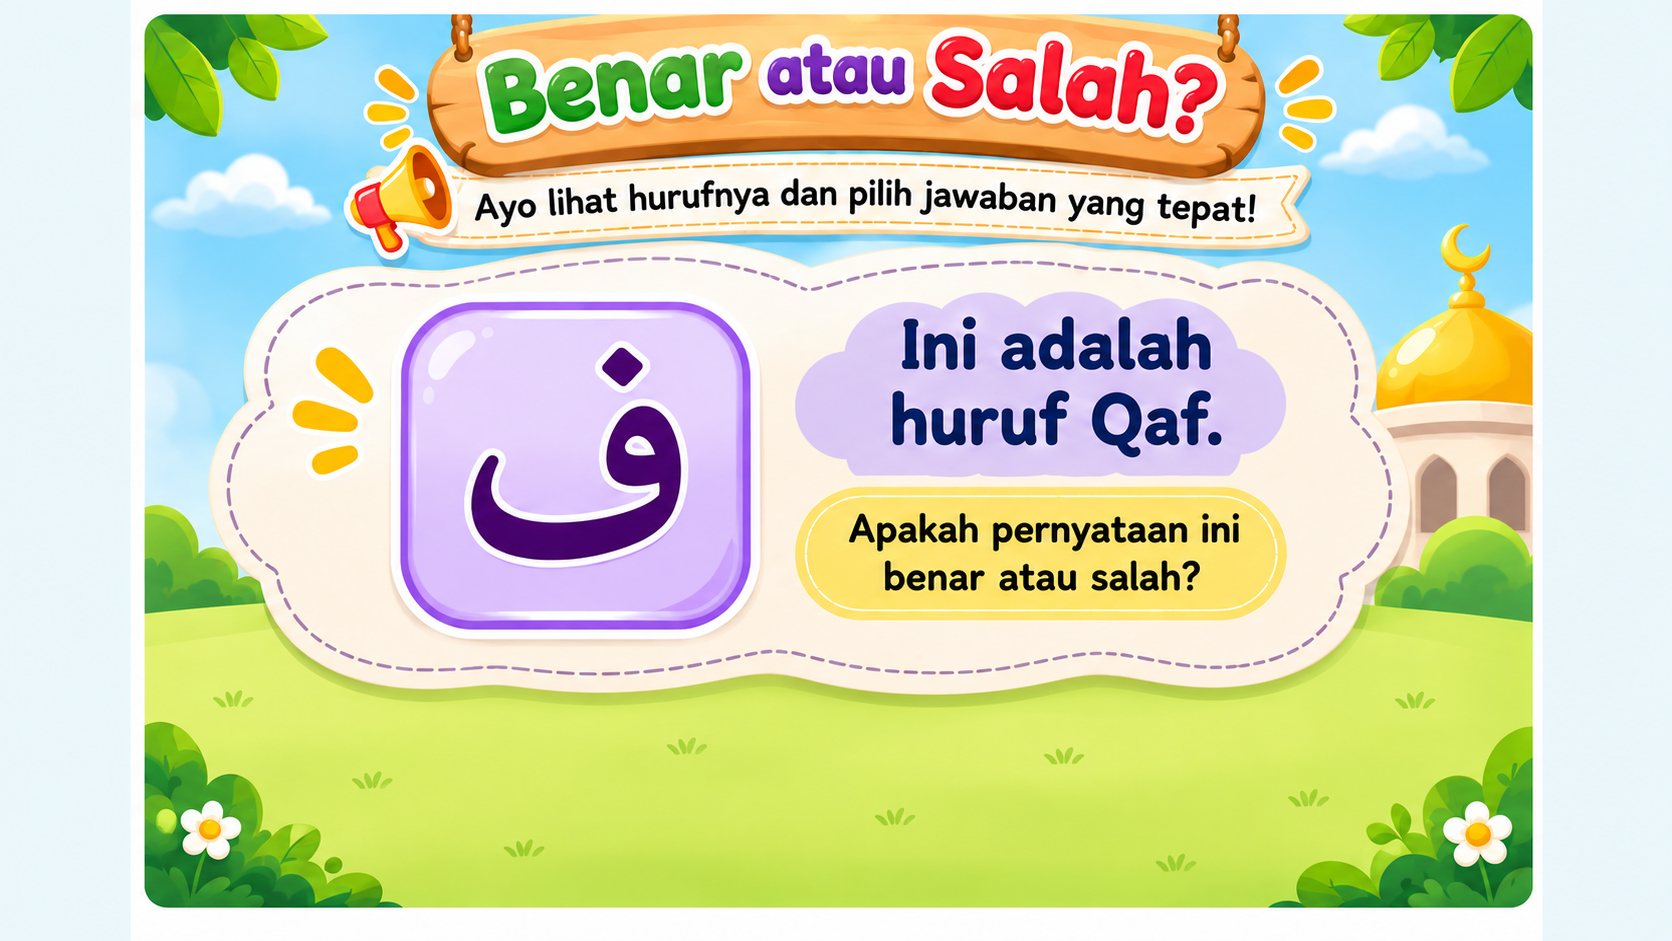 Benar atau Salah?
Ayo lihat hurufnya dan pilih jawaban yang tepat!
ف
Ini adalah
huruf Qaf.
Apakah pernyataan ini
benar atau salah?